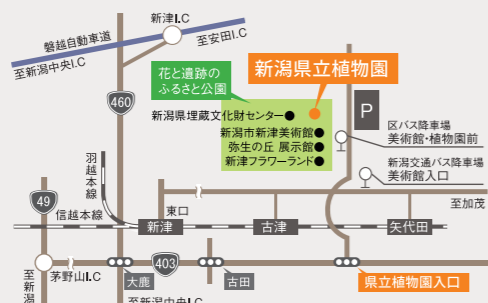 新津I.C
磐越自動車道
至安田I.C
至新潟中央I.C
花と遺跡の
ふるさと公園
新潟県立植物園
460
新潟県埋蔵文化財センター●
新潟市新津美術館●
弥生の丘 展示館●
新津フラワーランド●
P
区バス降車場
美術館・植物園前
新潟交通バス降車場
美術館入口
羽越本線
49
信越本線
東口
新津
古津
矢代田
至加茂
至新潟
茅野山I.C
大鹿
403
古田
県立植物園入口
至新潟中央I.C